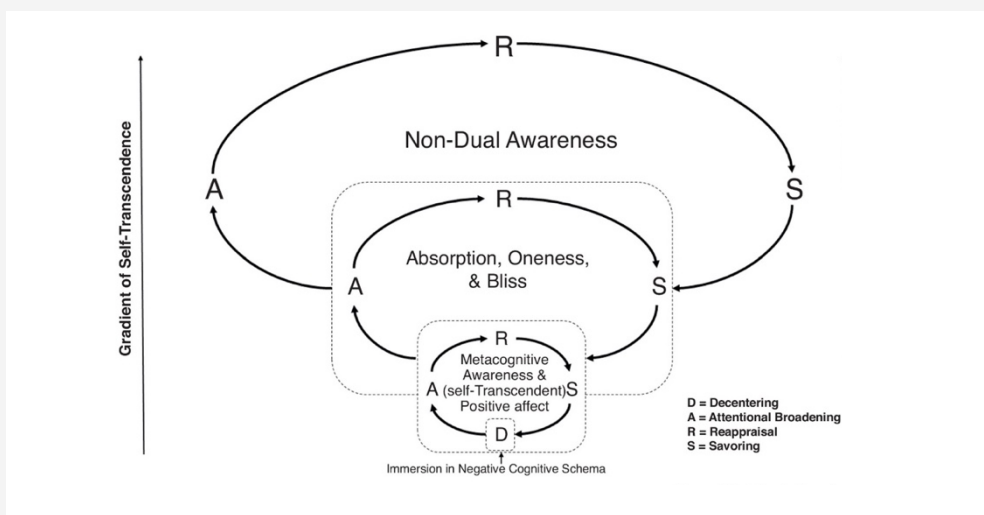 R
Non-Dual Awareness
A
S
Gradient of Self-Transcendence
R
Absorption, Oneness,
& Bliss
A
S
R
Metacognitive
Awareness &
A (self-Transcendent)S
Positive affect
D
Immersion in Negative Cognitive Schema
D = Decentering
A = Attentional Broadening
R = Reappraisal
S = Savoring